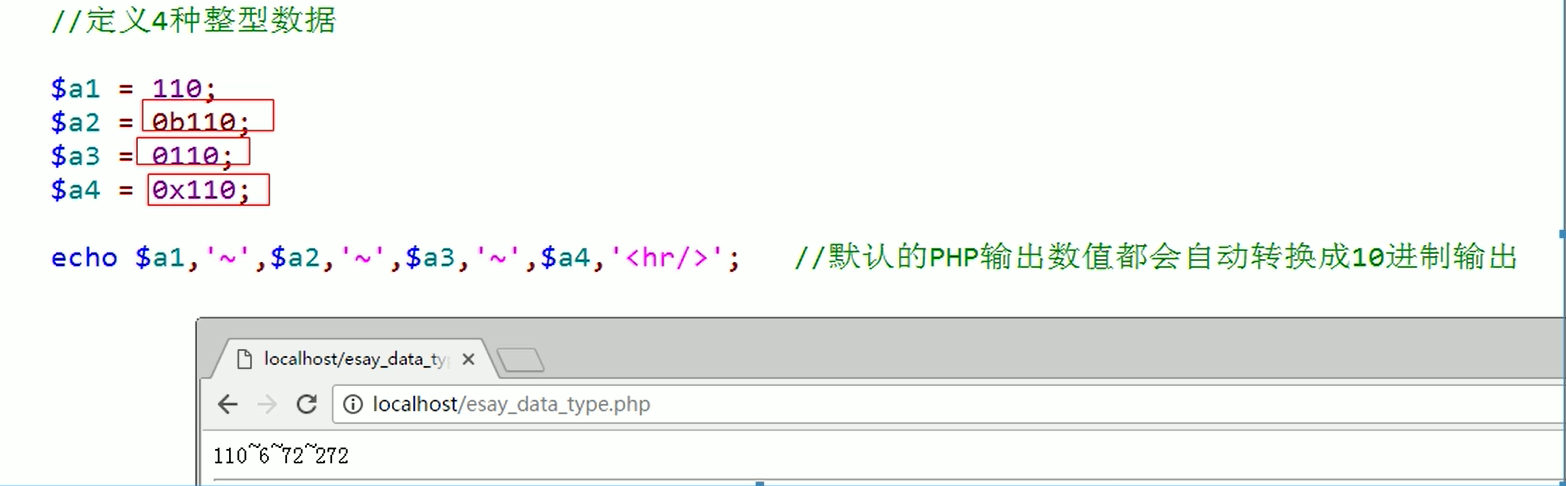 //定义4种整型数据
$a1 = 110;
$a2 = 0b110;
$a3 = 0110;
$a4 = 0x110;
echo $a1,'~',$a2,'~',$a3,'~',$a4,'<hr/>'; //默认的PHP输出数值都会自动转换成10进制输出
localhost/esay_data_ty
localhost/esay_data_type.php
110~6~72~272